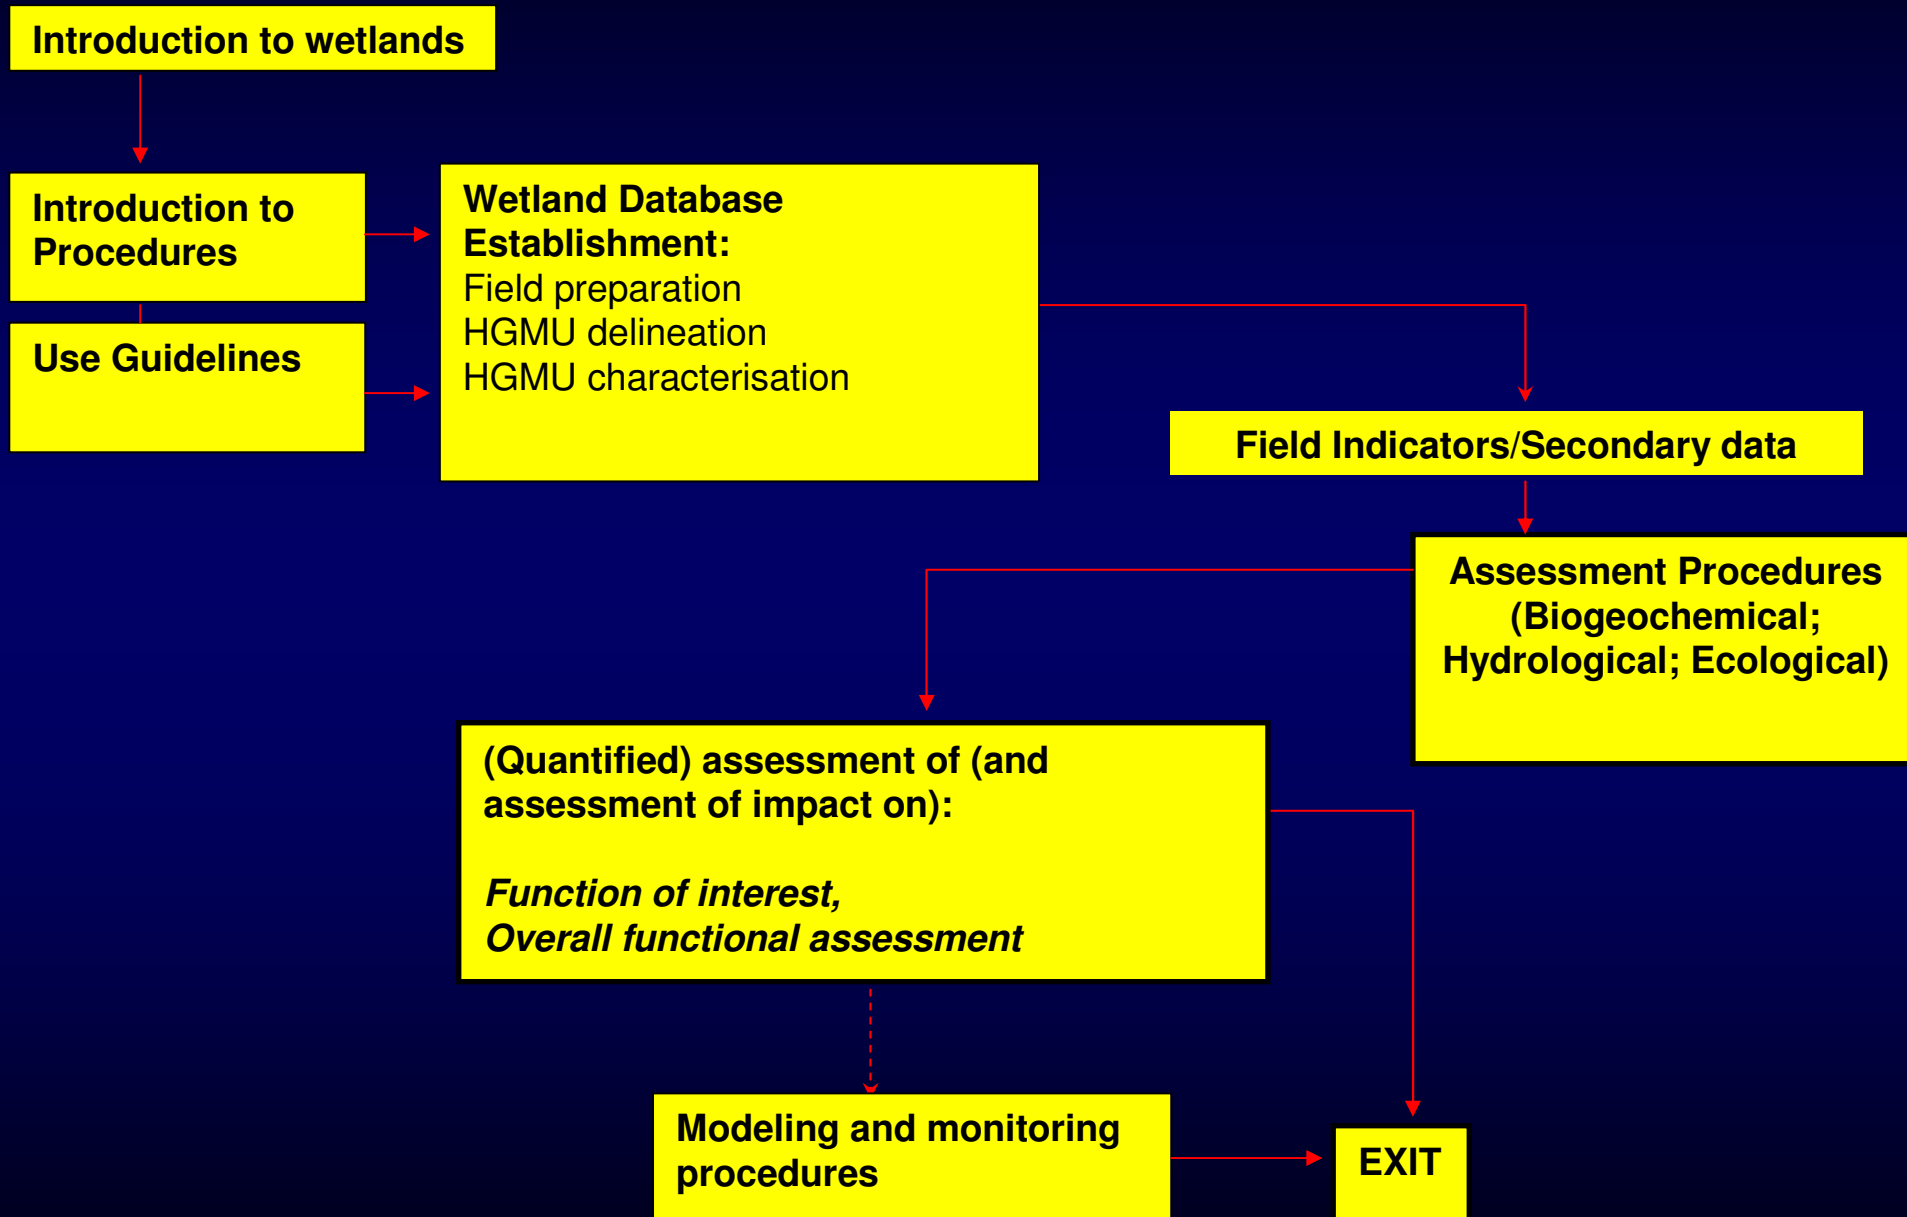 Introduction to wetlands
Introduction to
Procedures
Use Guidelines
Wetland Database
Establishment:
Field preparation
HGMU delineation
HGMU characterisation
Field Indicators/Secondary data
Assessment Procedures
(Biogeochemical;
Hydrological; Ecological)
(Quantified) assessment of (and
assessment of impact on):
Function of interest,
Overall functional assessment
Modeling and monitoring
procedures
EXIT